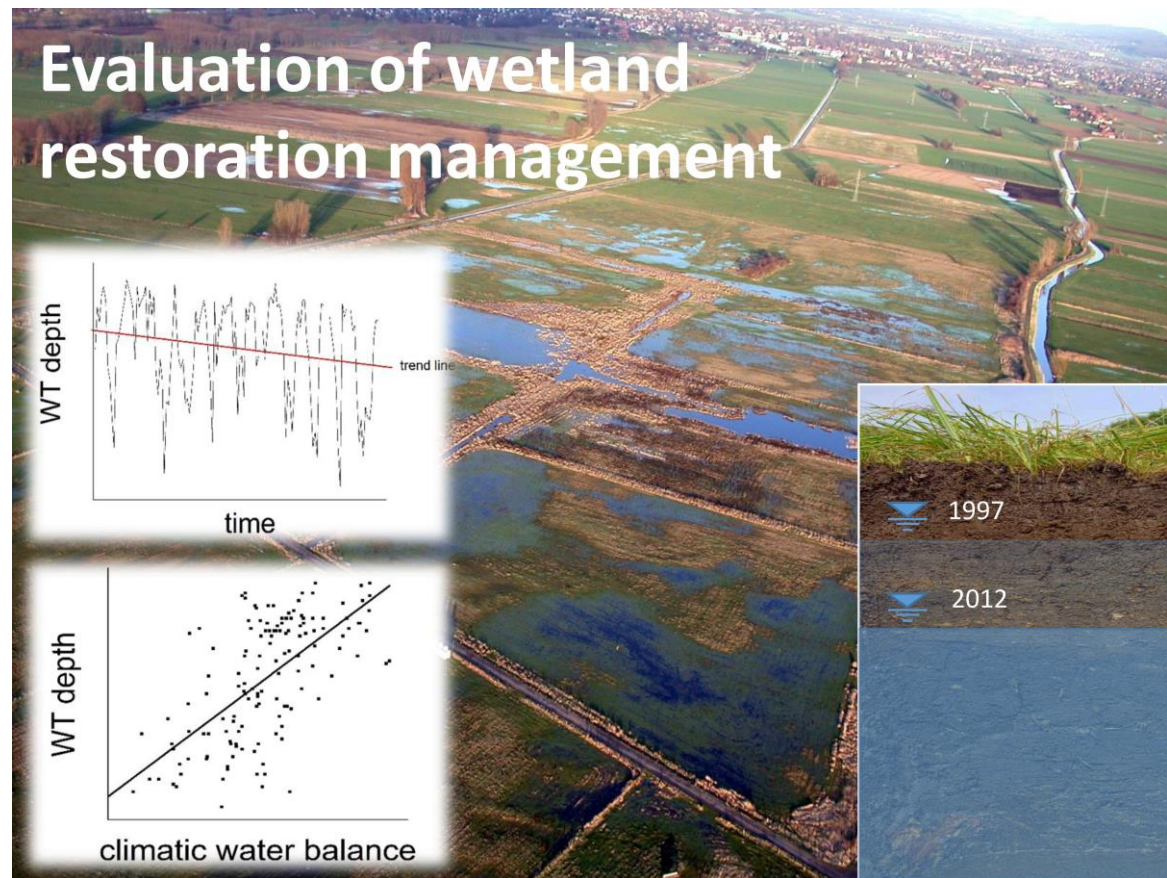 Evaluation of wetland
restoration management
WT depth
trend line
time
WT depth
climatic water balance
1997
2012